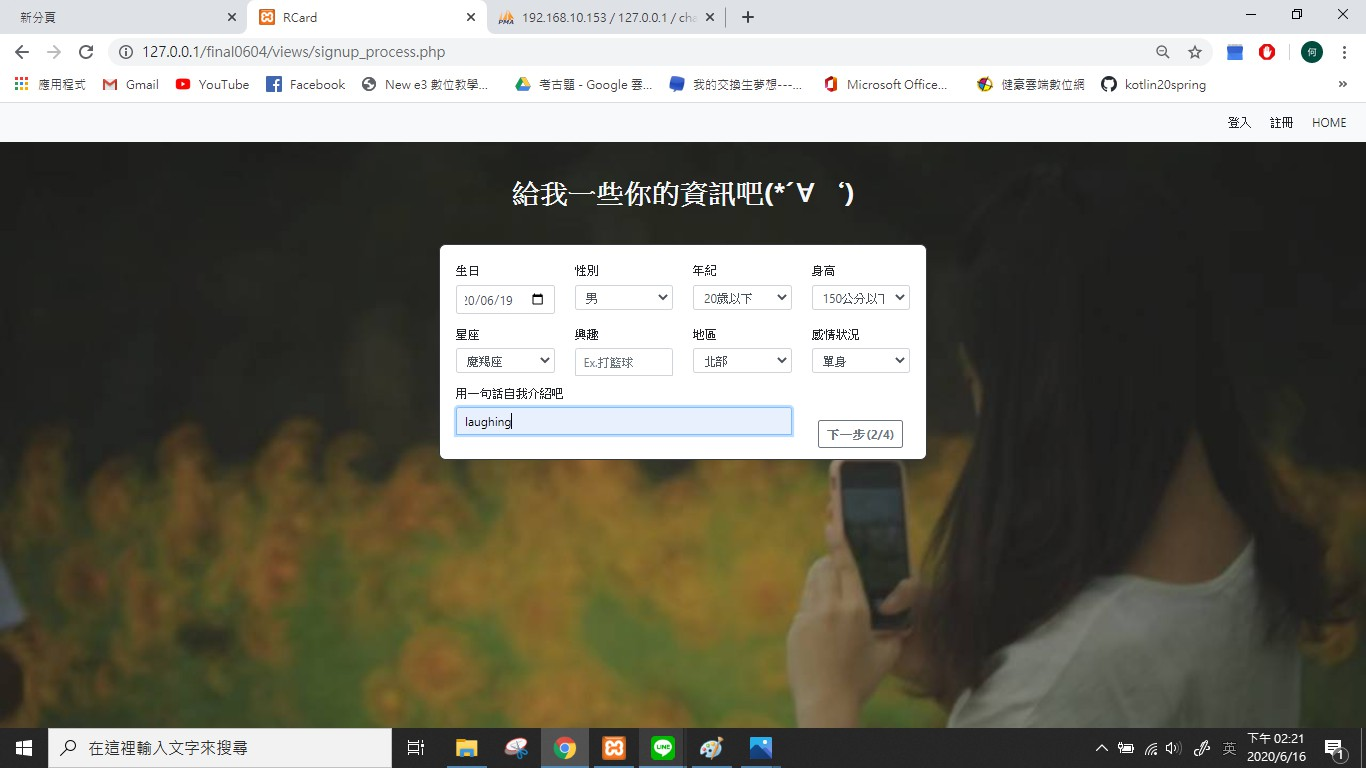 新分頁
RCard
192.168.10.153 / 127.0.0.1 / cha
127.0.0.1/final0604/views/signup_process.php
何
應用程式 Gmail YouTube Facebook New e3 數位教學... 考古題 - Google 雲... 我的交換生夢想---... Microsoft Office... 健豪雲端數位網 kotlin20spring »
登入 註冊 HOME
給我一些你的資訊吧(*´∀゚)
生日 性別 年紀 身高
20/06/19 男 20歲以下 150公分以下
星座 興趣 地區 感情狀況
魔羯座 Ex.打籃球 北部 單身
用一句話自我介紹吧
laughing
下一步(2/4)
在這裡輸入文字來搜尋
英
下午 02:21
2020/6/16
1